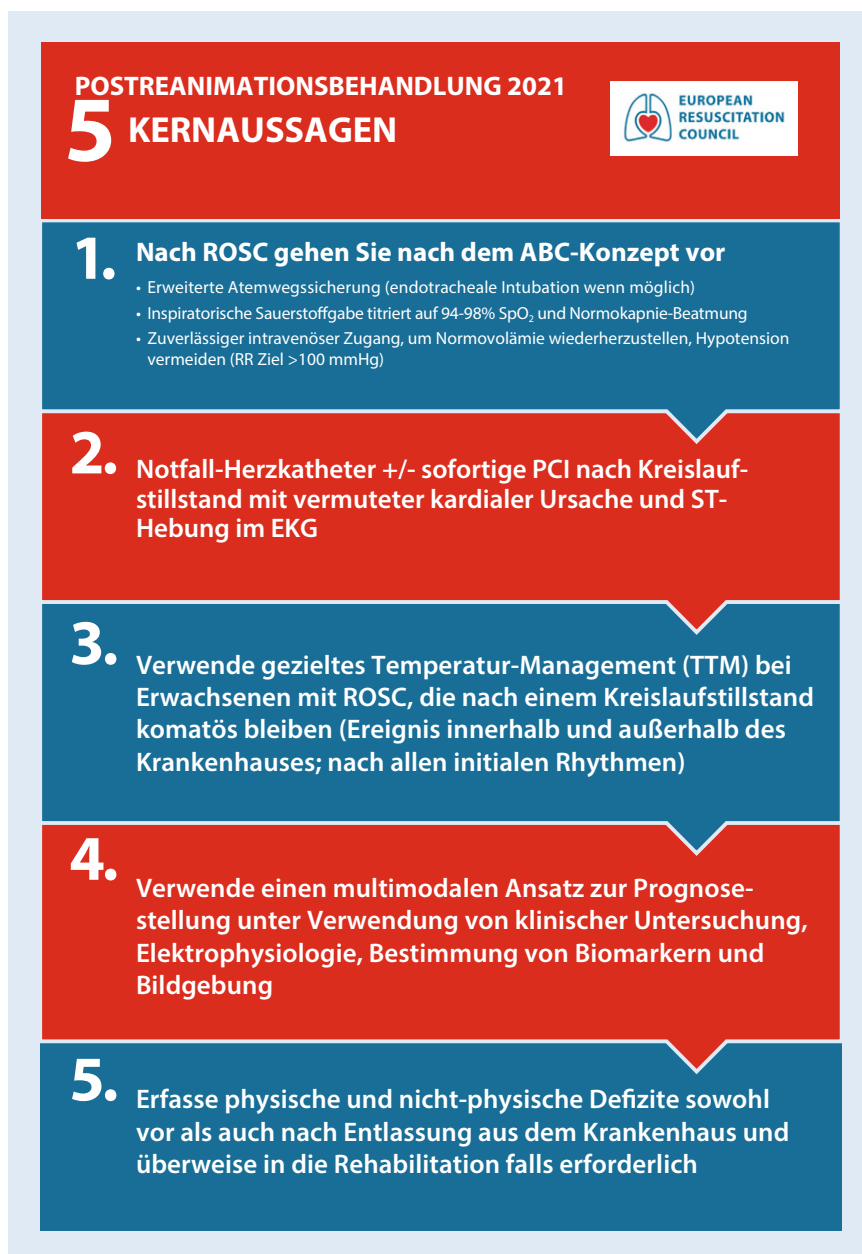 POSTREANIMATIONSBEHANDLUNG 2021
5 KERNAUSSAGEN
EUROPEAN
RESUSCITATION
COUNCIL
1. Nach ROSC gehen Sie nach dem ABC-Konzept vor
• Erweiterte Atemwegssicherung (endotracheale Intubation wenn möglich)
• Inspiratorische Sauerstoffgabe titriert auf 94-98% SpO₂ und Normokapnie-Beatmung
• Zuverlässiger intravenöser Zugang, um Normovolämie wiederherzustellen, Hypotension
vermeiden (RR Ziel >100 mmHg)
2. Notfall-Herzkatheter +/- sofortige PCI nach Kreislauf-
stillstand mit vermuteter kardialer Ursache und ST-
Hebung im EKG
3. Verwende gezieltes Temperatur-Management (TTM) bei
Erwachsenen mit ROSC, die nach einem Kreislaufstillstand
komatös bleiben (Ereignis innerhalb und außerhalb des
Krankenhauses; nach allen initialen Rhythmen)
4. Verwende einen multimodalen Ansatz zur Prognose-
stellung unter Verwendung von klinischer Untersuchung,
Elektrophysiologie, Bestimmung von Biomarkern und
Bildgebung
5. Erfasse physische und nicht-physische Defizite sowohl
vor als auch nach Entlassung aus dem Krankenhaus und
überweise in die Rehabilitation falls erforderlich